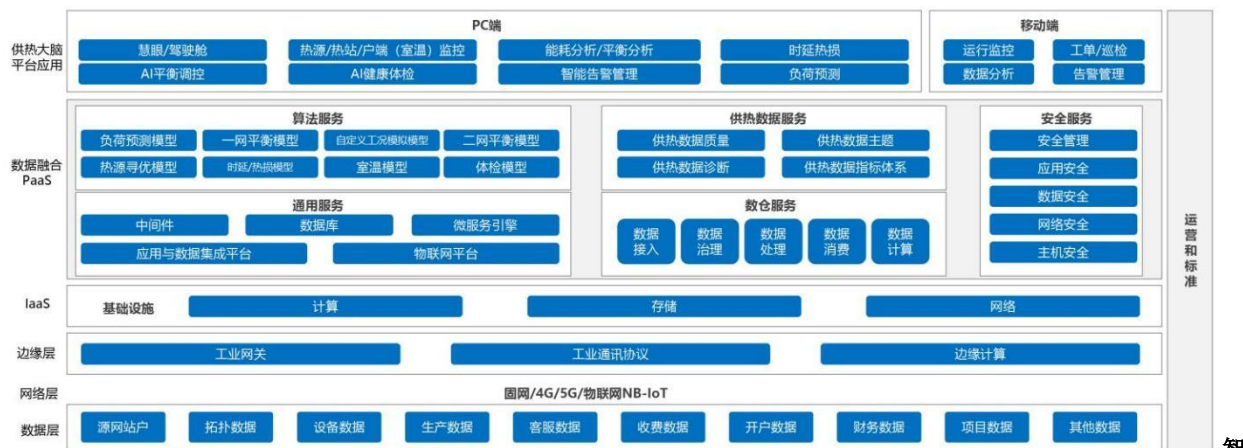 PC端
移动端
供热大脑
平台应用
慧眼/驾驶舱
热源/热站/户端（室温）监控
能耗分析/平衡分析
时延热损
运行监控
工单/巡检
AI平衡调控
AI健康体检
智能告警管理
负荷预测
数据分析
告警管理
数据融合
PaaS
算法服务
负荷预测模型
一网平衡模型
自定义工况模拟模型
二网平衡模型
热源寻优模型
时延/热损模型
室温模型
体检模型
供热数据服务
供热数据质量
供热数据主题
供热数据诊断
供热数据指标体系
安全服务
安全管理
应用安全
数据安全
网络安全
主机安全
通用服务
中间件
数据库
微服务引擎
应用与数据集成平台
物联网平台
数仓服务
数据
接入
数据
治理
数据
处理
数据
消费
数据
计算
运
营
和
标
准
IaaS
基础设施
计算
存储
网络
边缘层
工业网关
工业通讯协议
边缘计算
网络层
固网/4G/5G/物联网NB-IoT
数据层
源网站户
拓扑数据
设备数据
生产数据
客服数据
收费数据
开户数据
财务数据
项目数据
其他数据